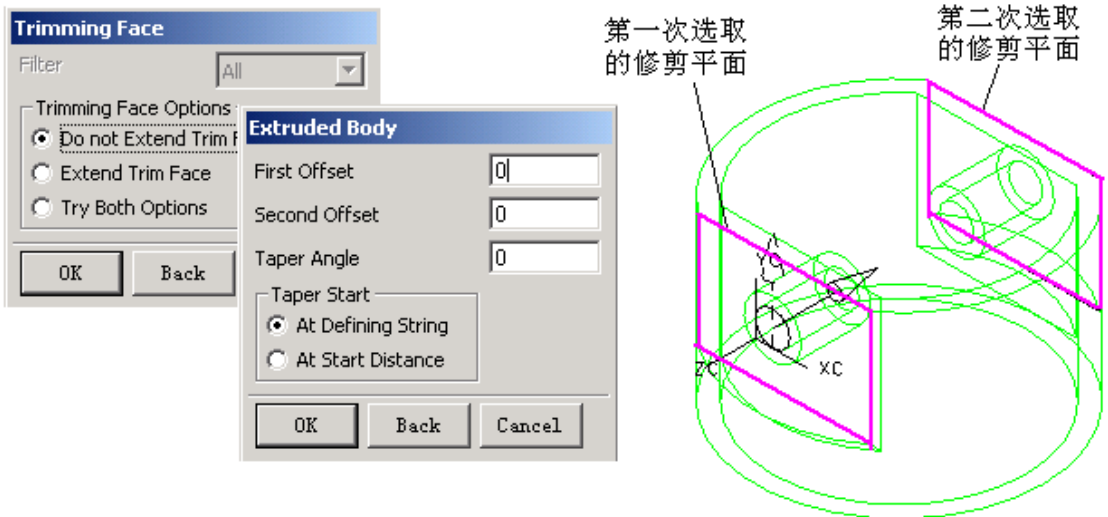 Trimming Face
Filter
All
Trimming Face Options
Do not Extend Trim F
Extend Trim Face
Try Both Options
OK
Back
Extruded Body
First Offset
0
Second Offset
0
Taper Angle
0
Taper Start
At Defining String
At Start Distance
OK
Back
Cancel
第一次选取
的修剪平面
第二次选取
的修剪平面
YC
ZC
XC